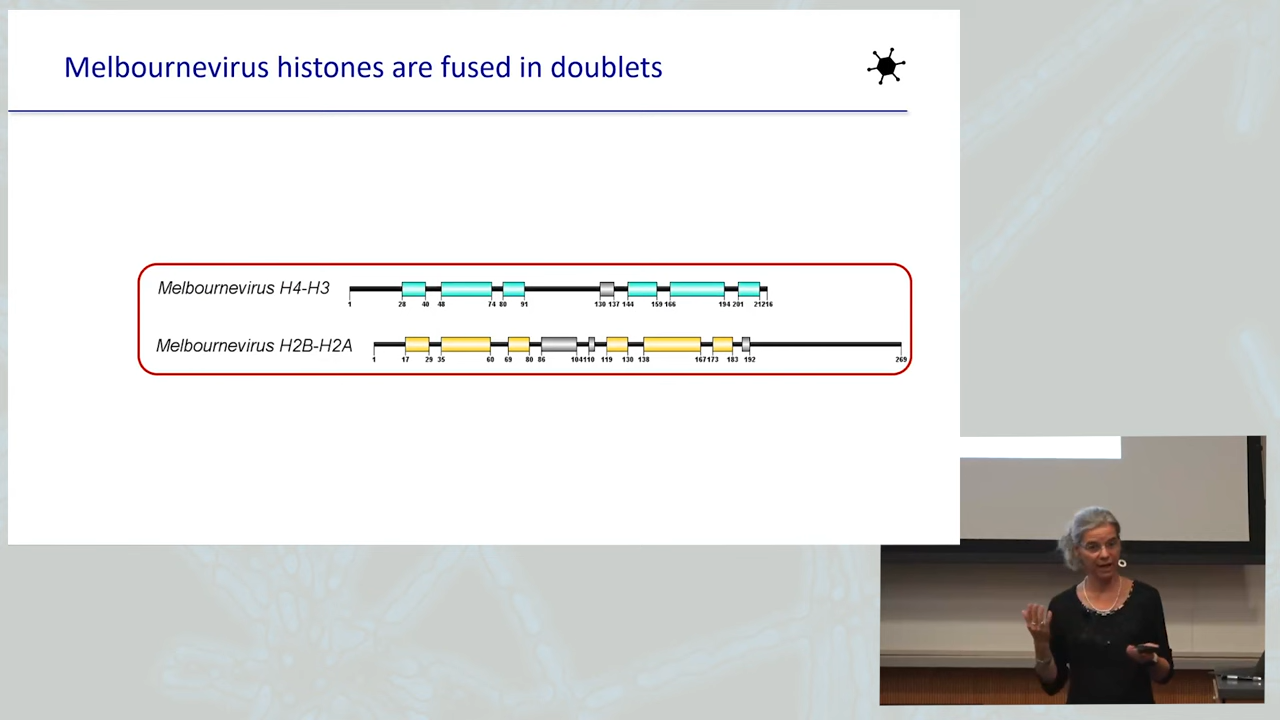 Melbournevirus histones are fused in doublets
Melbournevirus H4-H3
1 28 40 48 74 80 91 130 137 144 159 166 194 201 212 216
Melbournevirus H2B-H2A
1 17 29 35 60 69 80 86 104 110 119 130 138 167 173 183 192 269